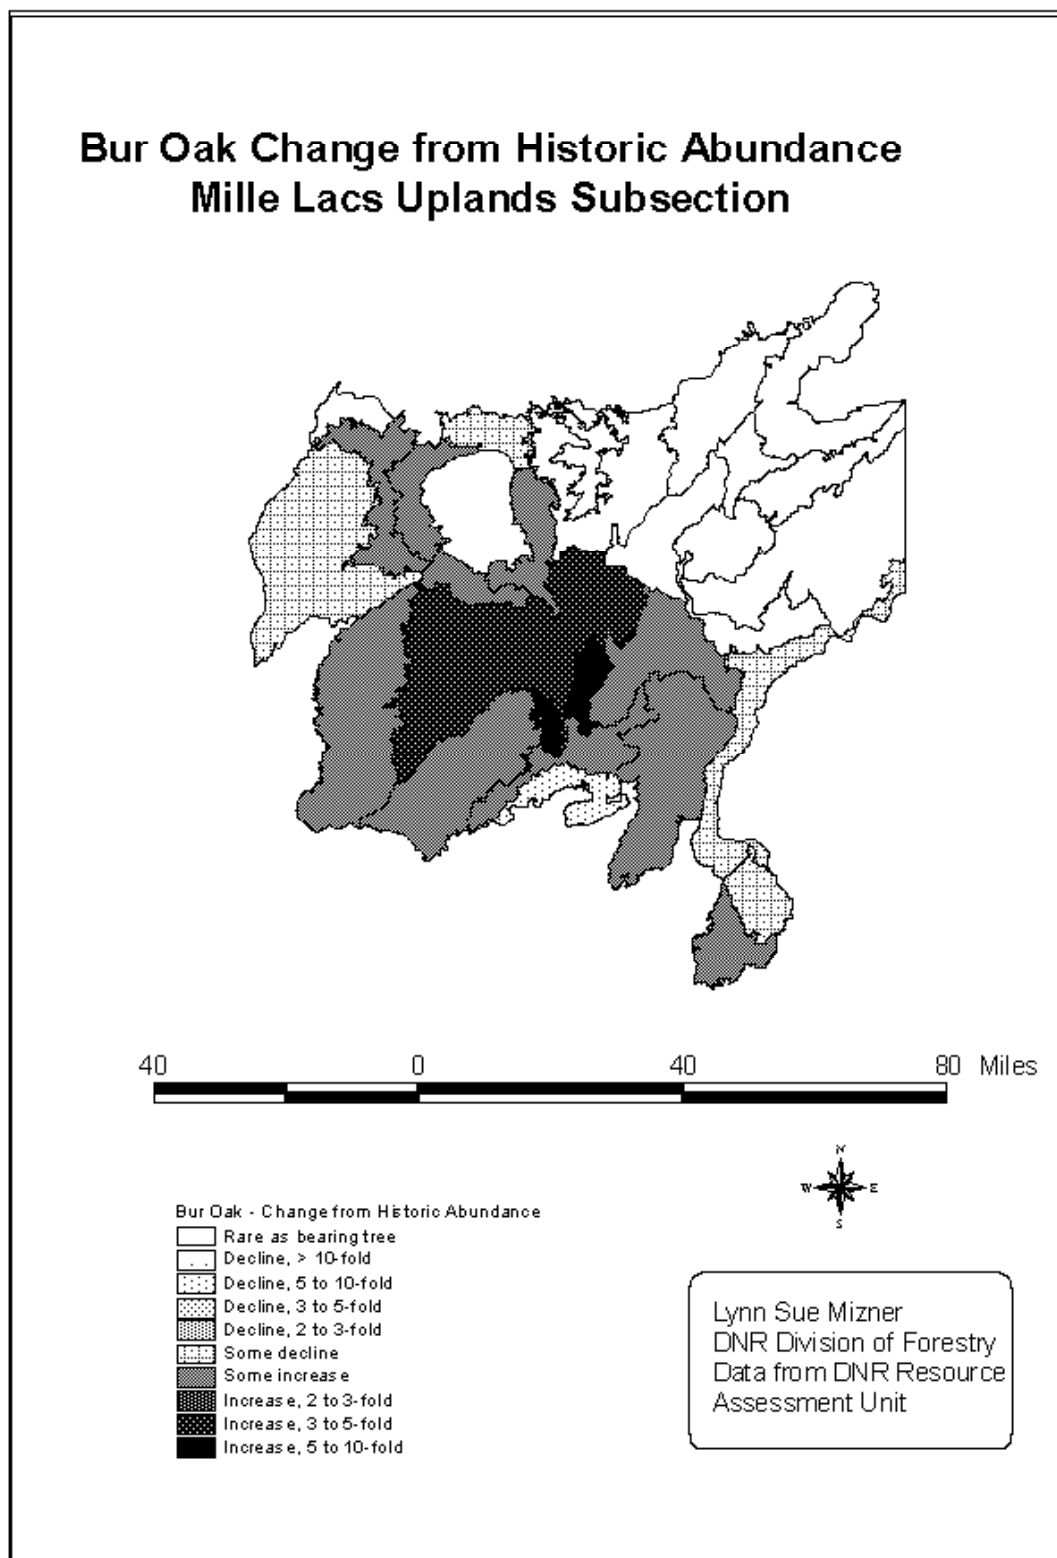 Bur Oak Change from Historic Abundance
Mille Lacs Uplands Subsection
40 0 40 80 Miles
N
W E
S
Bur Oak - Change from Historic Abundance
Rare as bearing tree
Decline, > 10-fold
Decline, 5 to 10-fold
Decline, 3 to 5-fold
Decline, 2 to 3-fold
Some decline
Some increase
Increase, 2 to 3-fold
Increase, 3 to 5-fold
Increase, 5 to 10-fold
Lynn Sue Mizner
DNR Division of Forestry
Data from DNR Resource
Assessment Unit